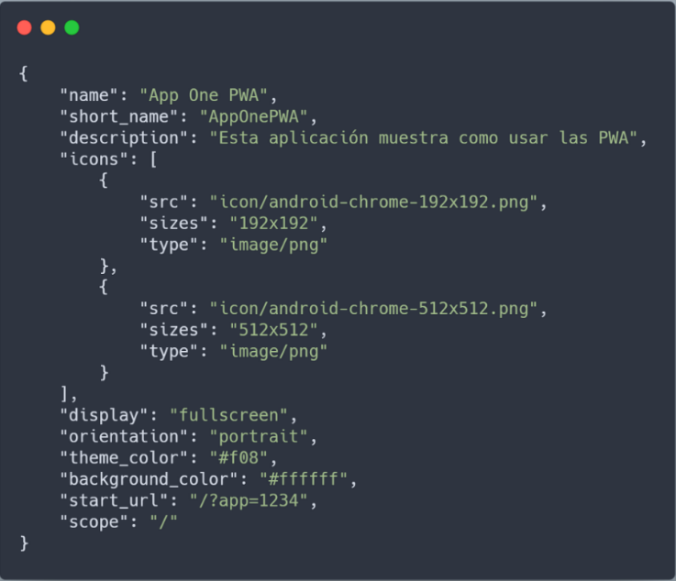 {
    "name": "App One PWA",
    "short_name": "AppOnePWA",
    "description": "Esta aplicación muestra como usar las PWA",
    "icons": [
        {
            "src": "icon/android-chrome-192x192.png",
            "sizes": "192x192",
            "type": "image/png"
        },
        {
            "src": "icon/android-chrome-512x512.png",
            "sizes": "512x512",
            "type": "image/png"
        }
    ],
    "display": "fullscreen",
    "orientation": "portrait",
    "theme_color": "#f08",
    "background_color": "#ffffff",
    "start_url": "/?app=1234",
    "scope": "/"
}